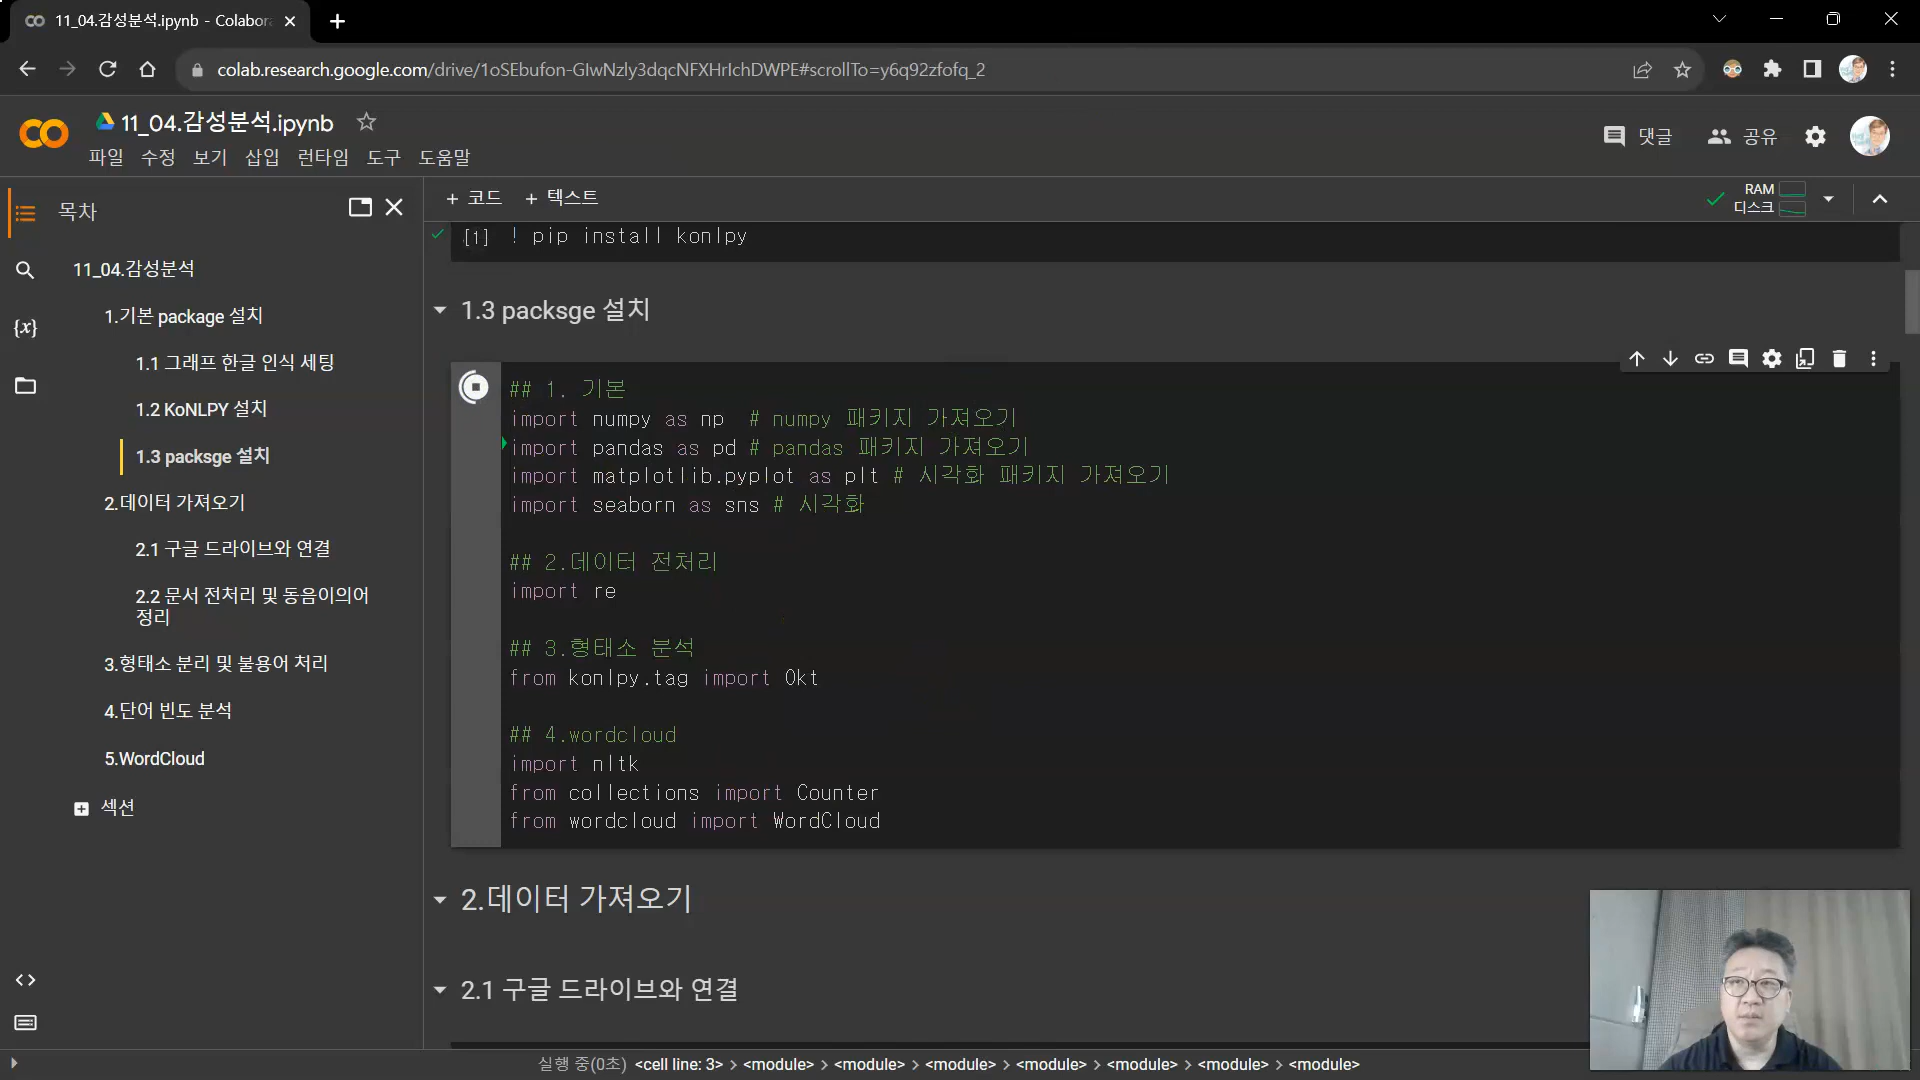 11_04.감성분석.ipynb - Colabora
colab.research.google.com/drive/1oSEbufon-GIwNzly3dqcNFXHrIchDWPE#scrollTo=y6q92zfofq_2
11_04.감성분석.ipynb
댓글
공유
파일 수정 보기 삽입 런타임 도구 도움말
목차
+ 코드 + 텍스트
RAM
디스크
11_04.감성분석
1.기본 package 설치
1.1 그래프 한글 인식 세팅
1.2 KoNLPY 설치
1.3 packsge 설치
2.데이터 가져오기
2.1 구글 드라이브와 연결
2.2 문서 전처리 및 동음이의어
정리
3.형태소 분리 및 불용어 처리
4.단어 빈도 분석
5.WordCloud
섹션
{x}
[1] ! pip install konlpy
1.3 packsge 설치
## 1. 기본
import numpy as np # numpy 패키지 가져오기
import pandas as pd # pandas 패키지 가져오기
import matplotlib.pyplot as plt # 시각화 패키지 가져오기
import seaborn as sns # 시각화
## 2.데이터 전처리
import re
## 3.형태소 분석
from konlpy.tag import Okt
## 4.wordcloud
import nltk
from collections import Counter
from wordcloud import WordCloud
2.데이터 가져오기
2.1 구글 드라이브와 연결
실행 중(0초) <cell line: 3> > <module> > <module> > <module> > <module> > <module> > <module> > <module>